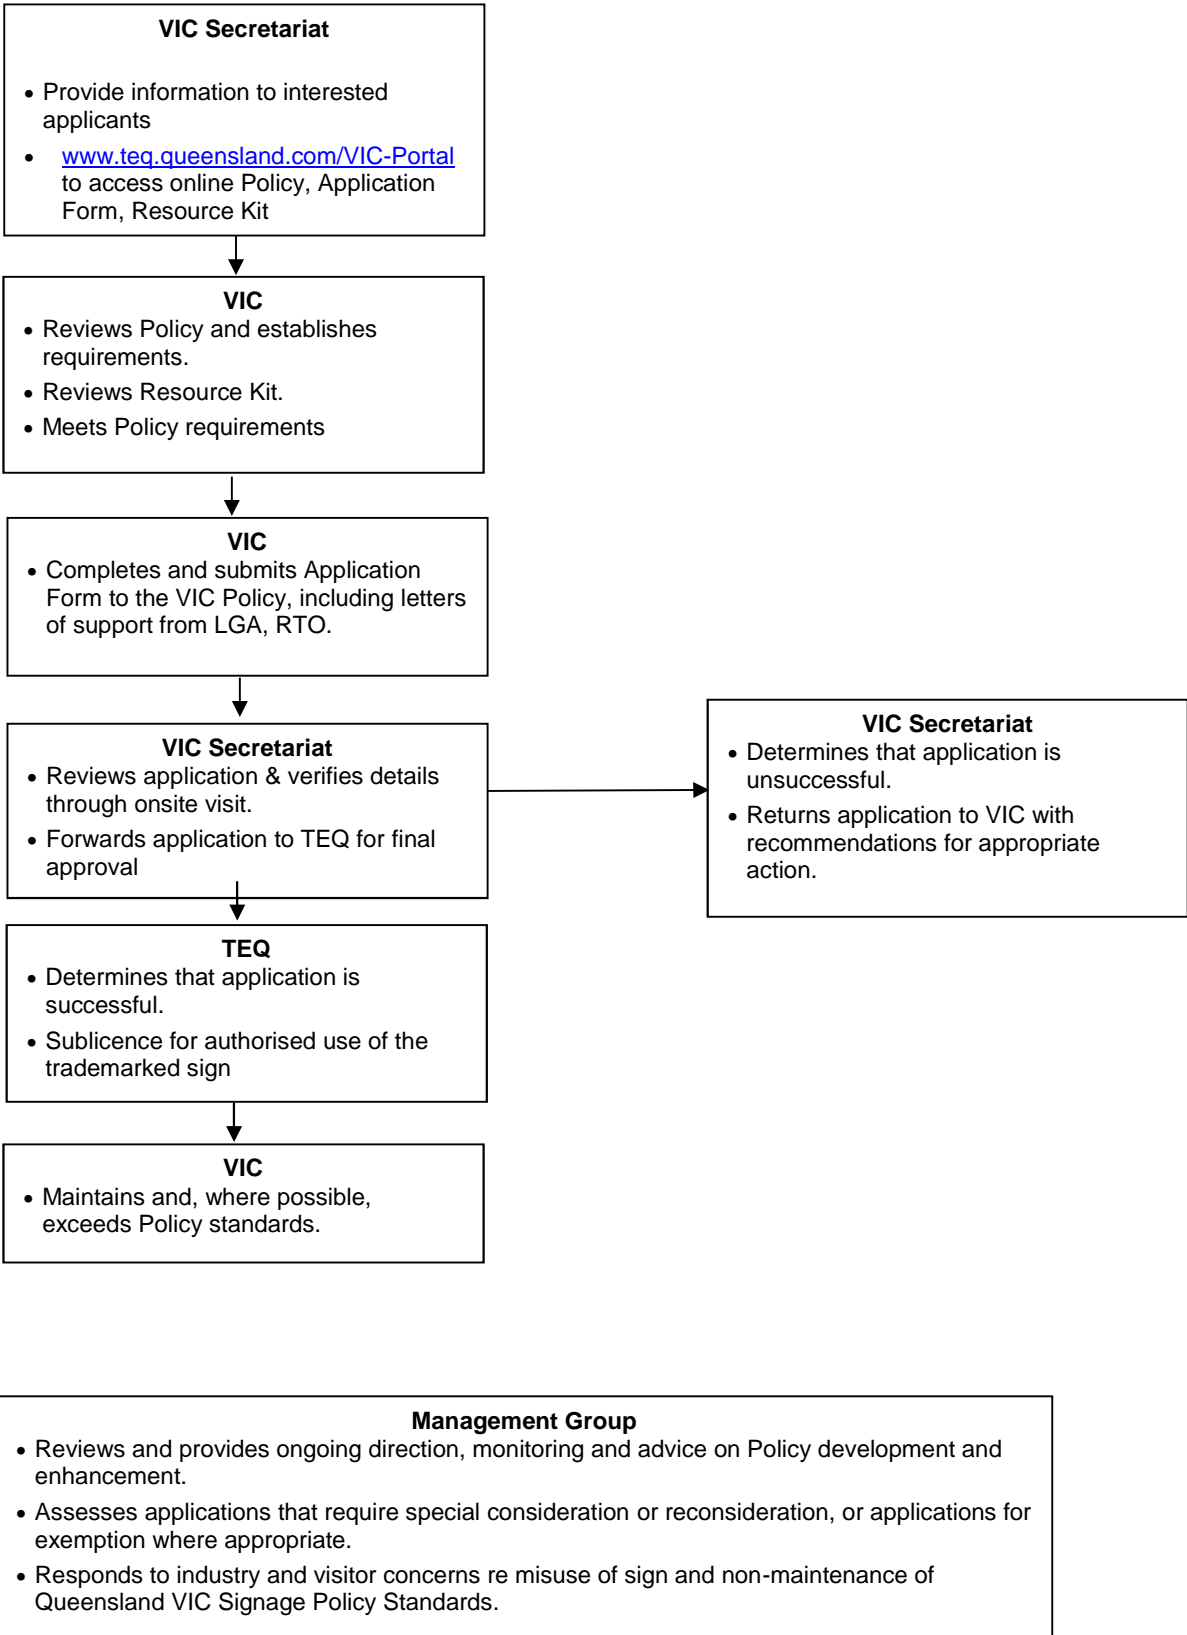 VIC Secretariat
• Provide information to interested
applicants
• www.teq.queensland.com/VIC-Portal
to access online Policy, Application
Form, Resource Kit
VIC
• Reviews Policy and establishes
requirements.
• Reviews Resource Kit.
• Meets Policy requirements
VIC
• Completes and submits Application
Form to the VIC Policy, including letters
of support from LGA, RTO.
VIC Secretariat
• Reviews application & verifies details
through onsite visit.
• Forwards application to TEQ for final
approval
VIC Secretariat
• Determines that application is
unsuccessful.
• Returns application to VIC with
recommendations for appropriate
action.
TEQ
• Determines that application is
successful.
• Sublicence for authorised use of the
trademarked sign
VIC
• Maintains and, where possible,
exceeds Policy standards.
Management Group
• Reviews and provides ongoing direction, monitoring and advice on Policy development and
enhancement.
• Assesses applications that require special consideration or reconsideration, or applications for
exemption where appropriate.
• Responds to industry and visitor concerns re misuse of sign and non-maintenance of
Queensland VIC Signage Policy Standards.